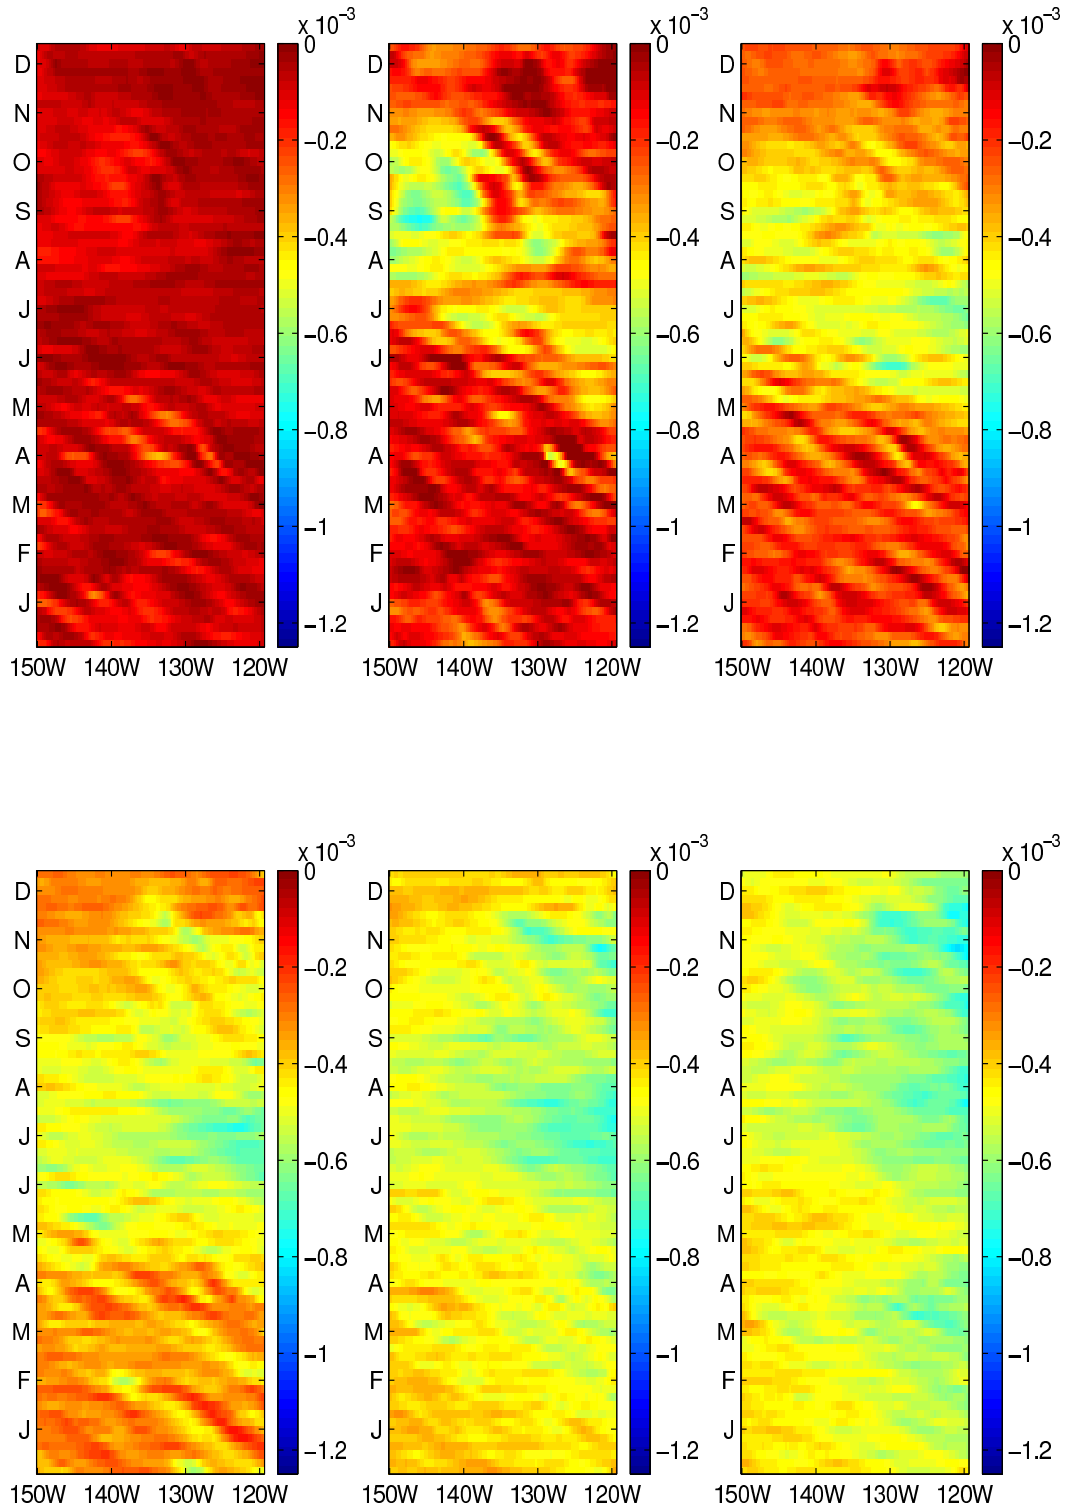 x 10⁻³ x 10⁻³ x 10⁻³
D 0 D 0 D 0
N N N
−0.2 −0.2 −0.2
O O O
S S S
−0.4 −0.4 −0.4
A A A
J J J
−0.6 −0.6 −0.6
J J J
M M M
−0.8 −0.8 −0.8
A A A
M M M
−1 −1 −1
F F F
J J J
−1.2 −1.2 −1.2
150W 140W 130W 120W 150W 140W 130W 120W 150W 140W 130W 120W
x 10⁻³ x 10⁻³ x 10⁻³
0 0 0
D D D
N N N
−0.2 −0.2 −0.2
O O O
S S S
−0.4 −0.4 −0.4
A A A
J J J
−0.6 −0.6 −0.6
J J J
M M M
−0.8 −0.8 −0.8
A A A
M M M
−1 −1 −1
F F F
J J J
−1.2 −1.2 −1.2
150W 140W 130W 120W 150W 140W 130W 120W 150W 140W 130W 120W